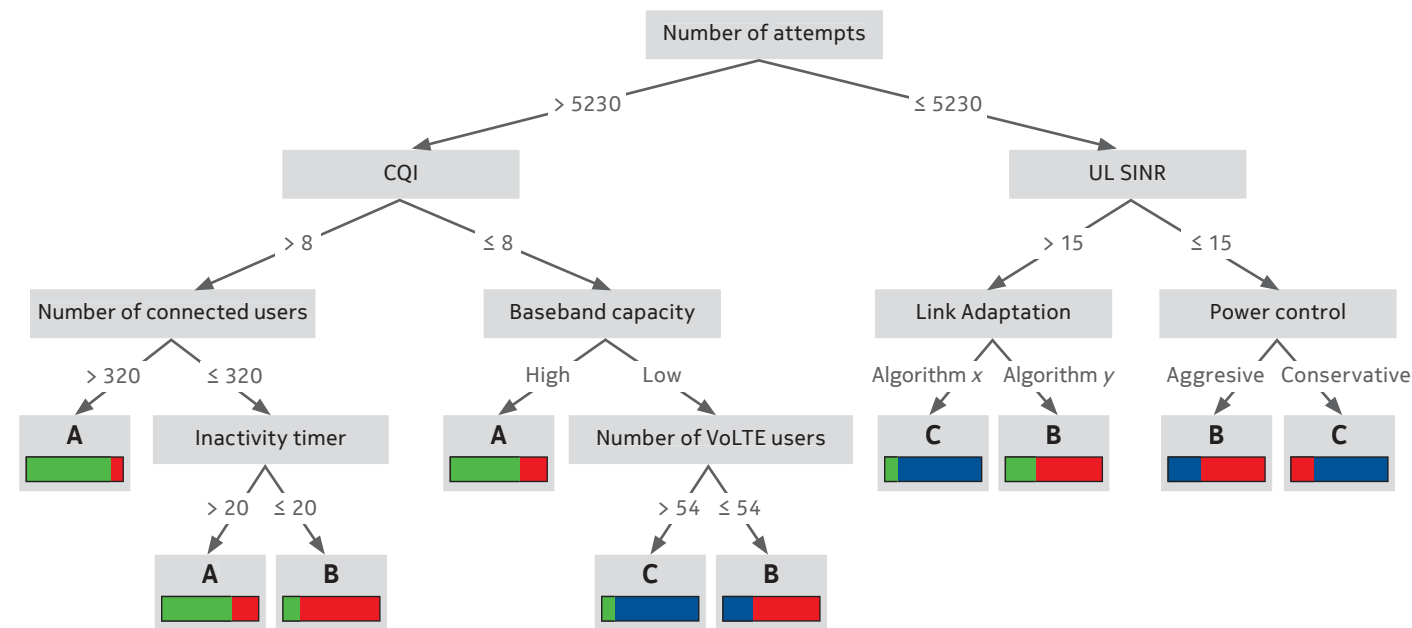 Number of attempts
> 5230
≤ 5230
CQI
UL SINR
> 8
≤ 8
> 15
≤ 15
Number of connected users
Baseband capacity
Link Adaptation
Power control
> 320
≤ 320
High
Low
Algorithm x
Algorithm y
Aggresive
Conservative
A
Inactivity timer
A
Number of VoLTE users
C
B
B
C
> 20
≤ 20
> 54
≤ 54
A
B
C
B